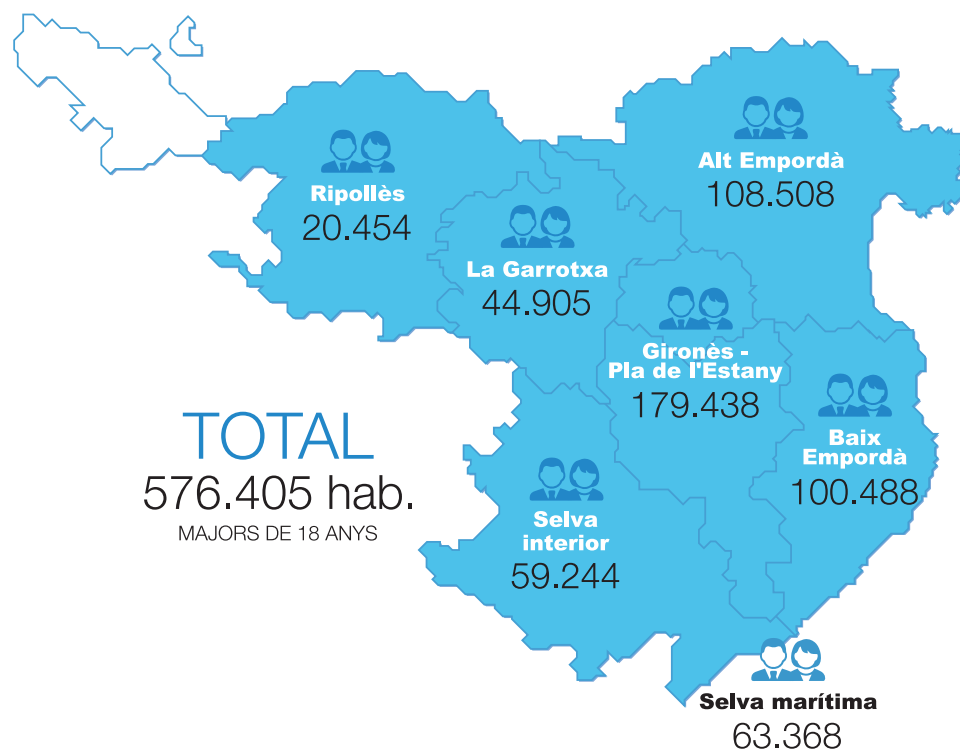 Alt Empordà
108.508
Ripollès
20.454
La Garrotxa
44.905
Gironès -
Pla de l'Estany
179.438
TOTAL
576.405 hab.
MAJORS DE 18 ANYS
Baix
Empordà
100.488
Selva
interior
59.244
Selva marítima
63.368